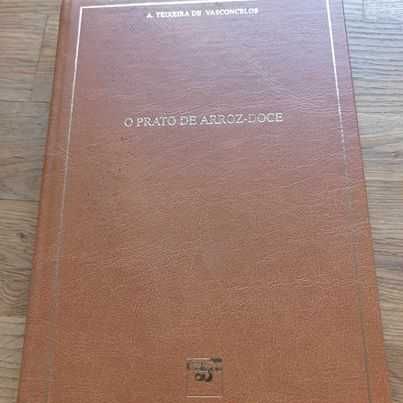 A. TEIXEIRA DE VASCONCELOS
O PRATO DE ARROZ-DOCE